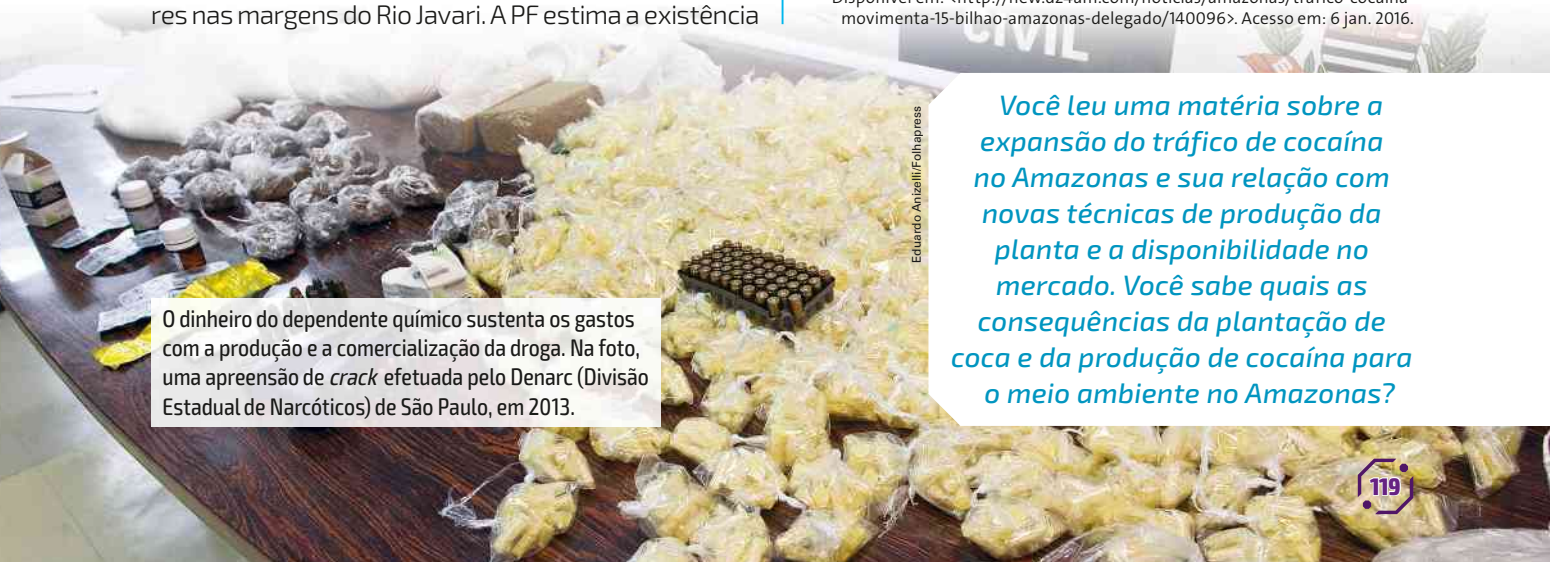 res nas margens do Rio Javari. A PF estima a existência
movimenta-15-bilhao-amazonas-delegado/140096>. Acesso em: 6 jan. 2016.
CIVIL
Eduardo Anizelli/Folhapress
Você leu uma matéria sobre a
expansão do tráfico de cocaína
no Amazonas e sua relação com
novas técnicas de produção da
planta e a disponibilidade no
mercado. Você sabe quais as
consequências da plantação de
coca e da produção de cocaína para
o meio ambiente no Amazonas?
O dinheiro do dependente químico sustenta os gastos
com a produção e a comercialização da droga. Na foto,
uma apreensão de crack efetuada pelo Denarc (Divisão
Estadual de Narcóticos) de São Paulo, em 2013.
119